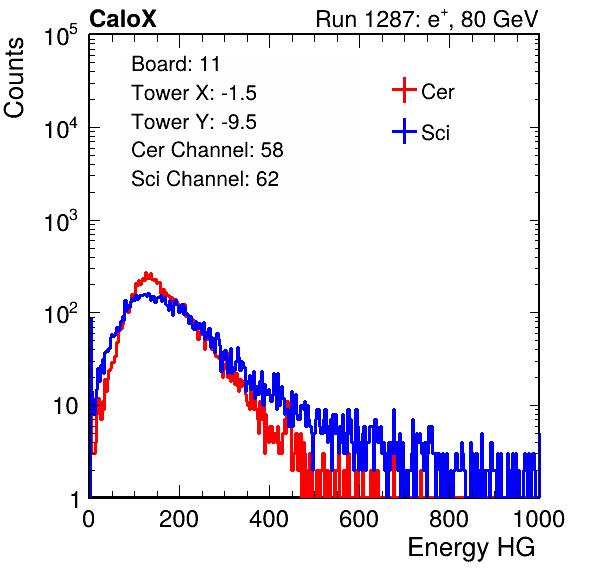 CaloX Run 1287: e⁺, 80 GeV
Counts
Board: 11
Tower X: -1.5
Tower Y: -9.5
Cer Channel: 58
Sci Channel: 62
Cer
Sci
10⁵
10⁴
10³
10²
10
1
0 200 400 600 800 1000
Energy HG